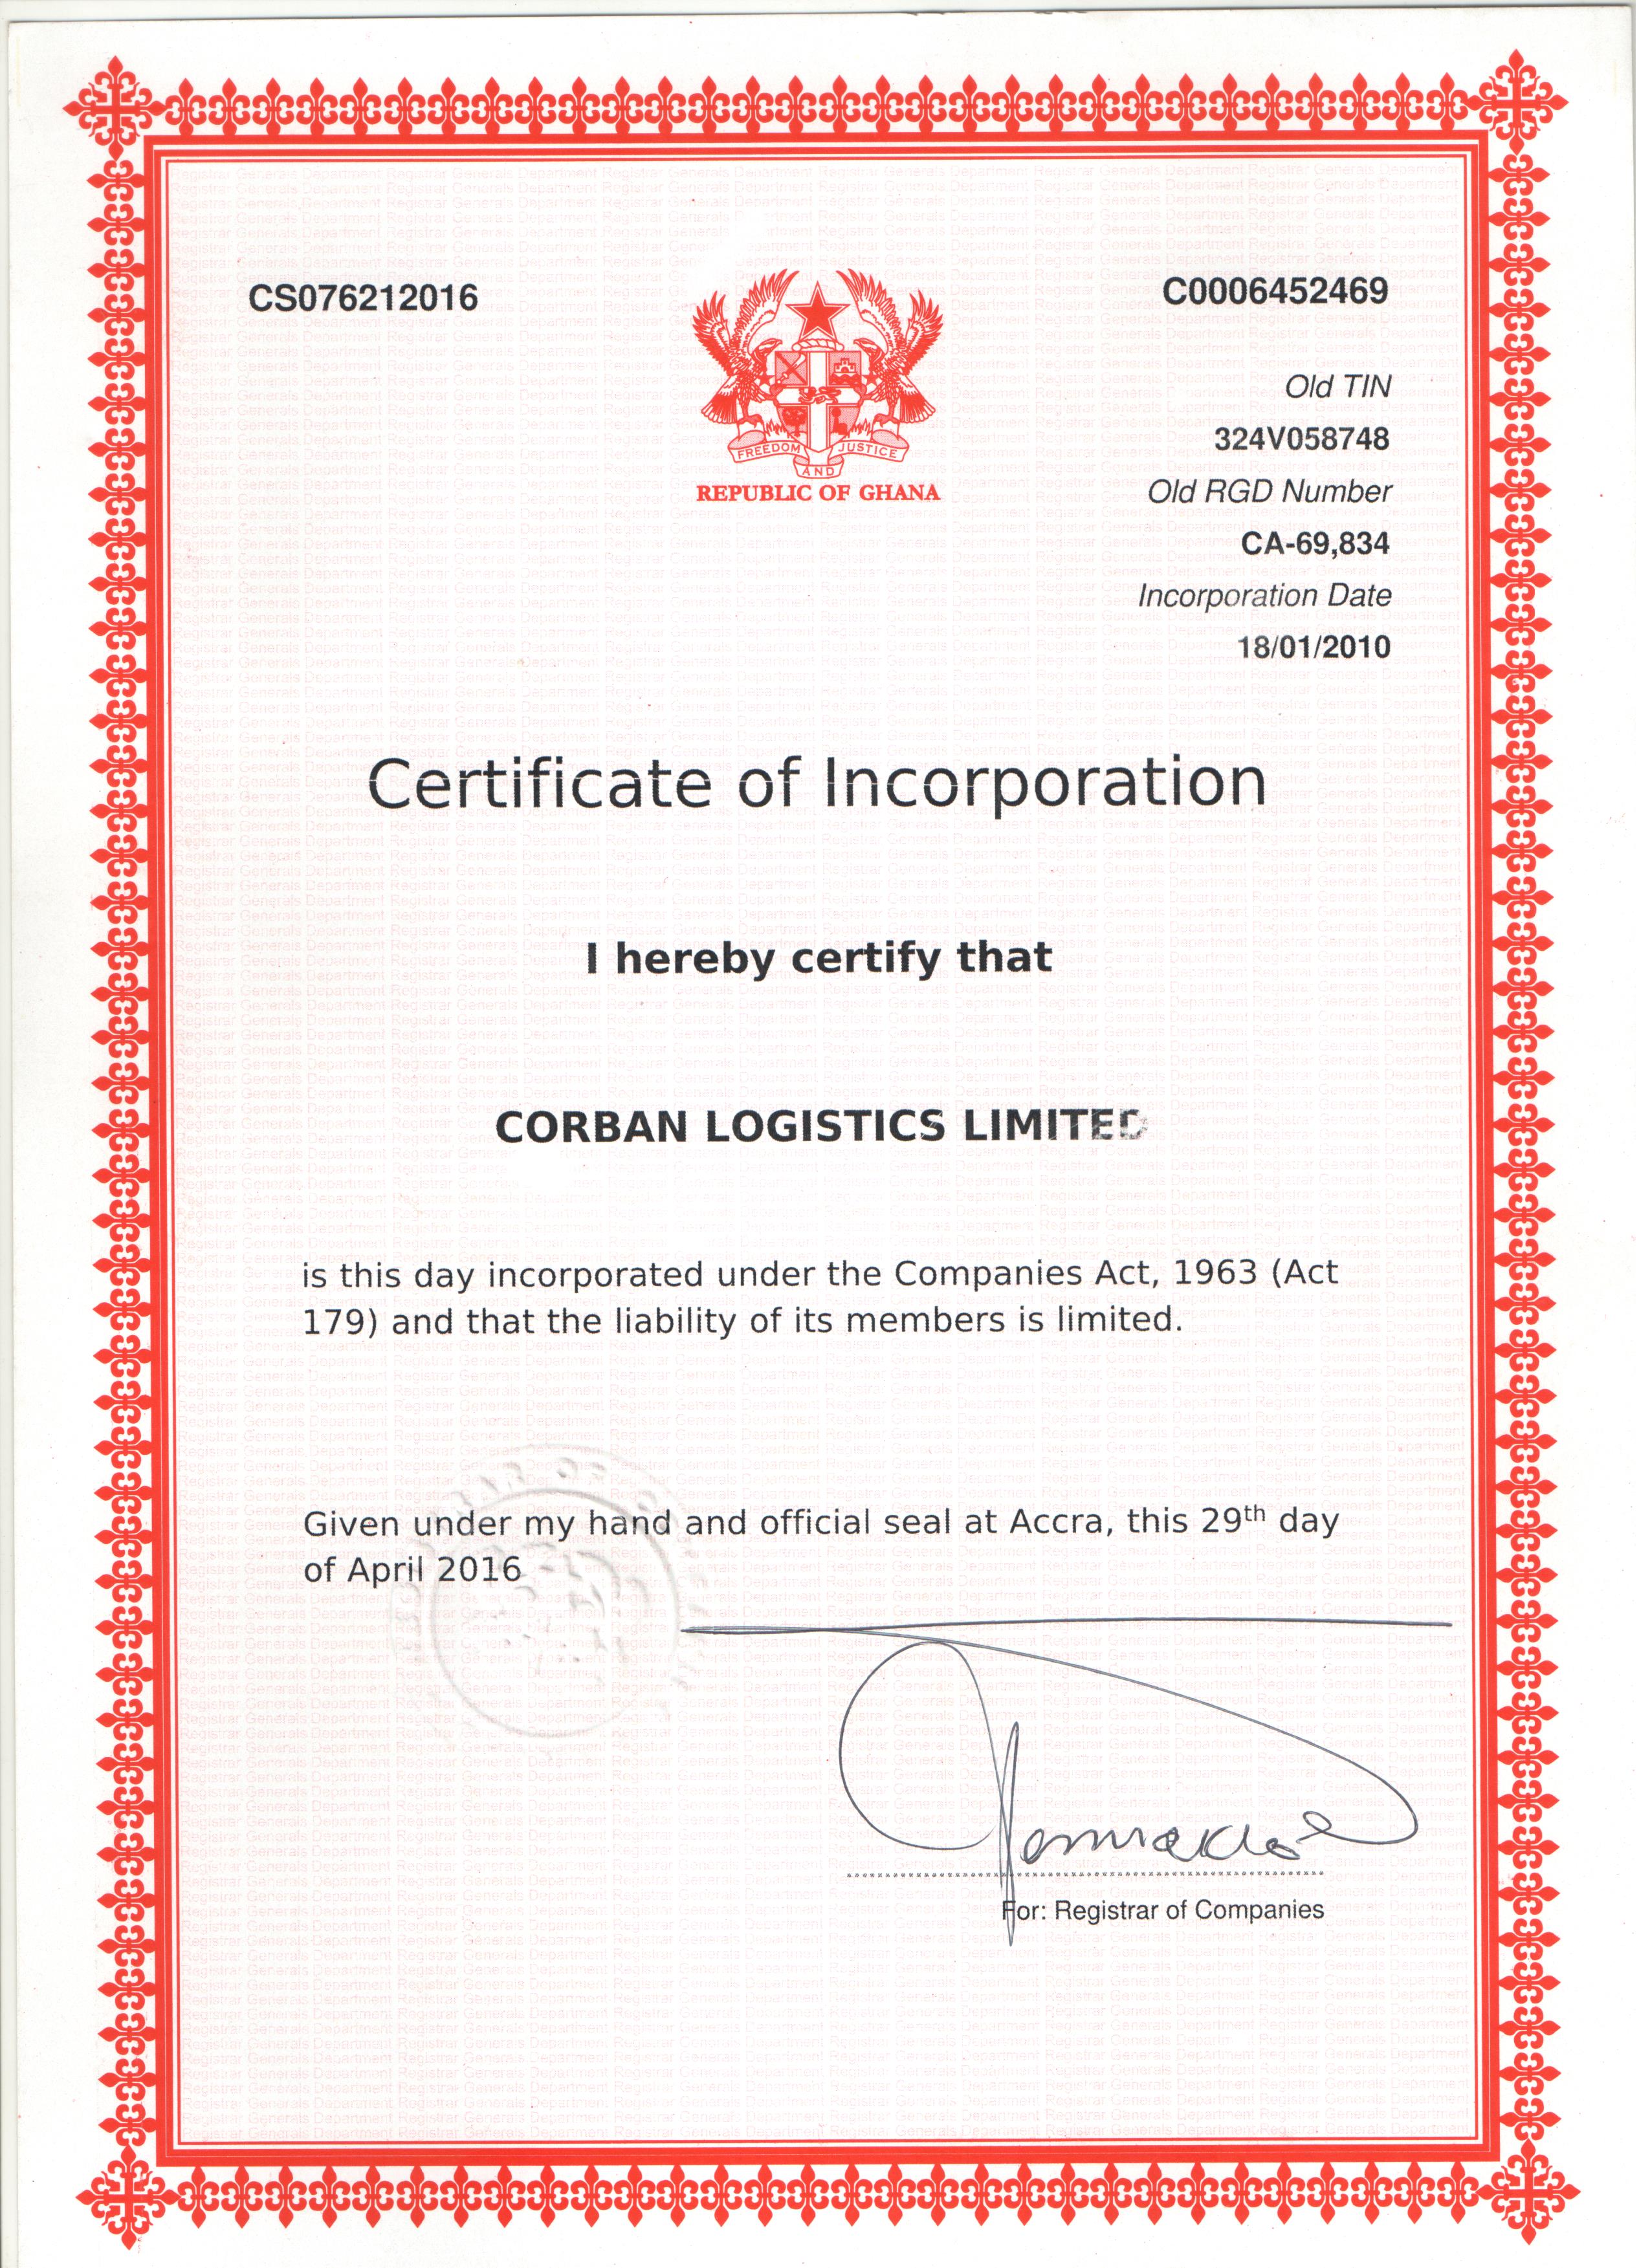 CS076212016
C0006452469
FREEDOM AND JUSTICE
REPUBLIC OF GHANA
Old TIN
324V058748
Old RGD Number
CA-69,834
Incorporation Date
18/01/2010
Certificate of Incorporation
I hereby certify that
CORBAN LOGISTICS LIMITED
is this day incorporated under the Companies Act, 1963 (Act
179) and that the liability of its members is limited.
Given under my hand and official seal at Accra, this 29th day
of April 2016
For: Registrar of Companies